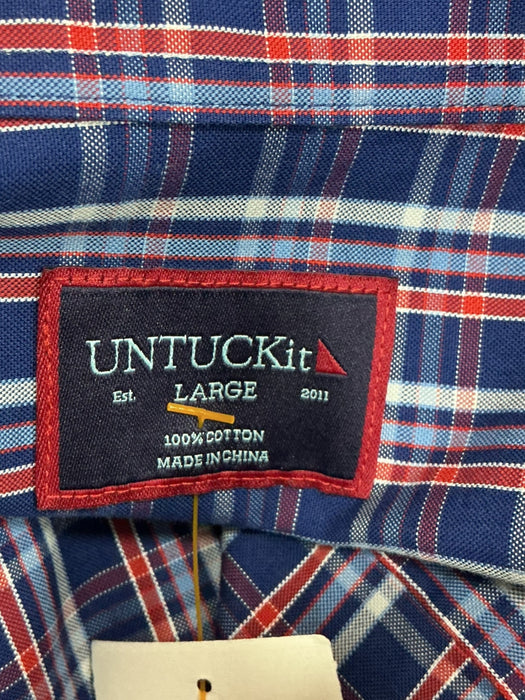 UNTUCKit
Est. LARGE 2011
100% COTTON
MADE IN CHINA